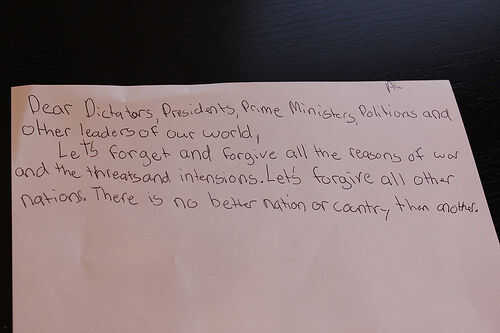 Dear Dictators, Presidents, Prime Ministers, Politions and
other leaders of our world,
Let's forget and forgive all the reasons of war
and the threats and intensions. Let's forgive all other
nations. There is no better nation or country then another.